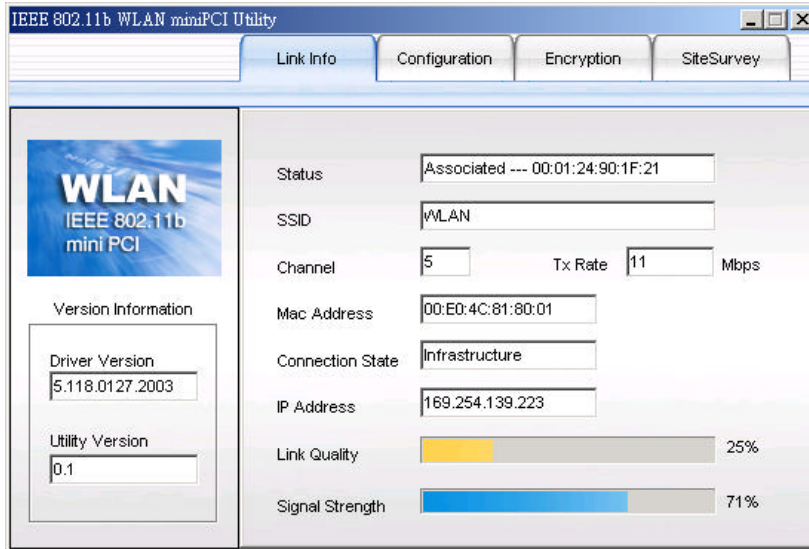 IEEE 802.11b WLAN miniPCI Utility
Link Info Configuration Encryption SiteSurvey
WLAN
IEEE 802.11b
mini PCI
Version Information
Driver Version
5.118.0127.2003
Utility Version
0.1
Status Associated --- 00:01:24:90:1F:21
SSID WLAN
Channel 5 Tx Rate 11 Mbps
Mac Address 00:E0:4C:81:80:01
Connection State Infrastructure
IP Address 169.254.139.223
Link Quality 25%
Signal Strength 71%